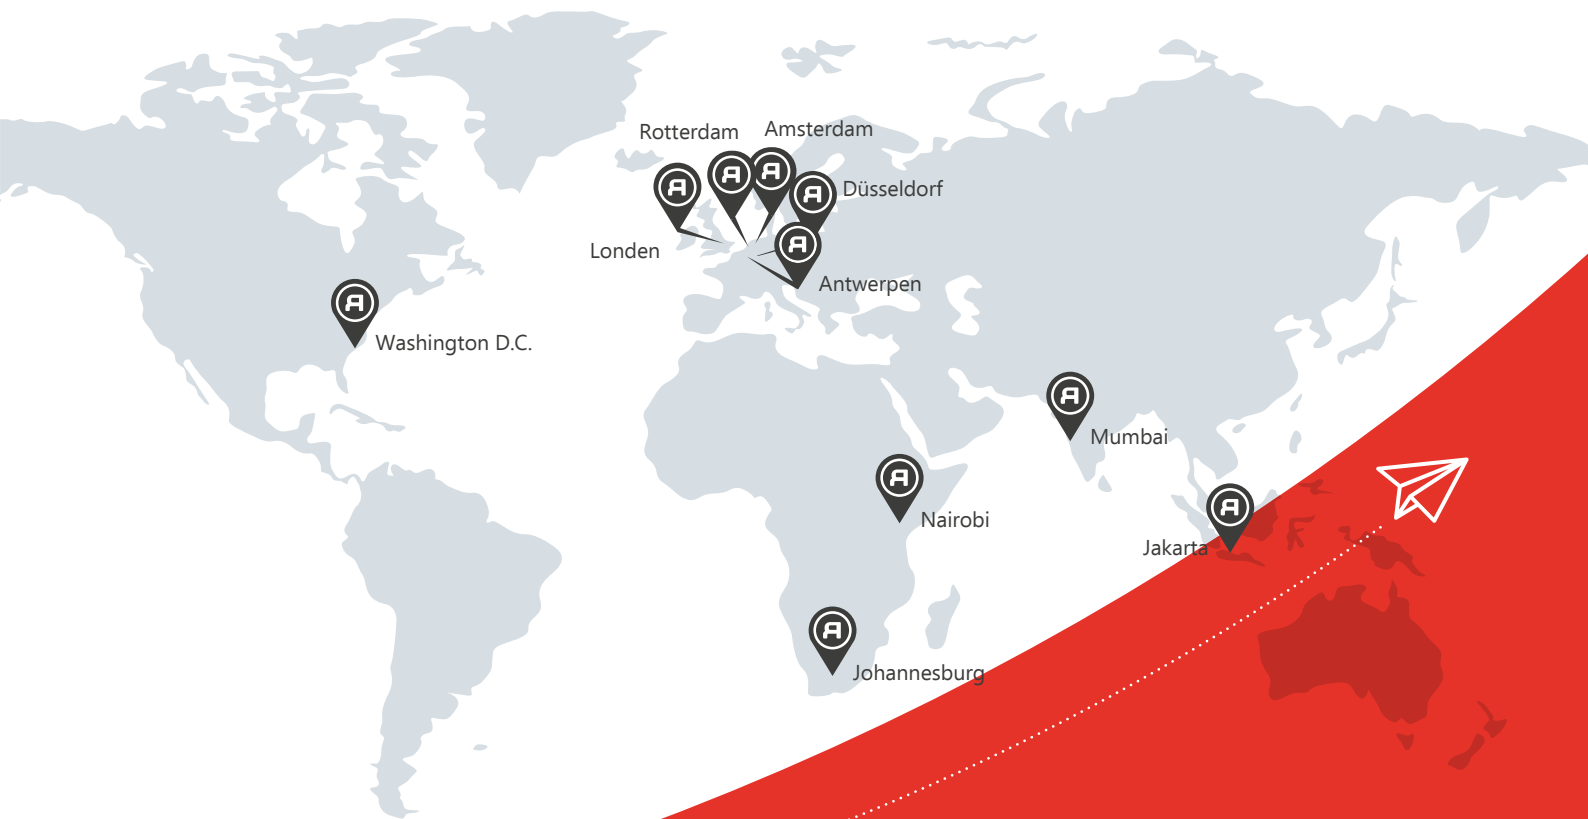 Rotterdam
Amsterdam
Düsseldorf
Londen
Antwerpen
Washington D.C.
Mumbai
Nairobi
Jakarta
Johannesburg